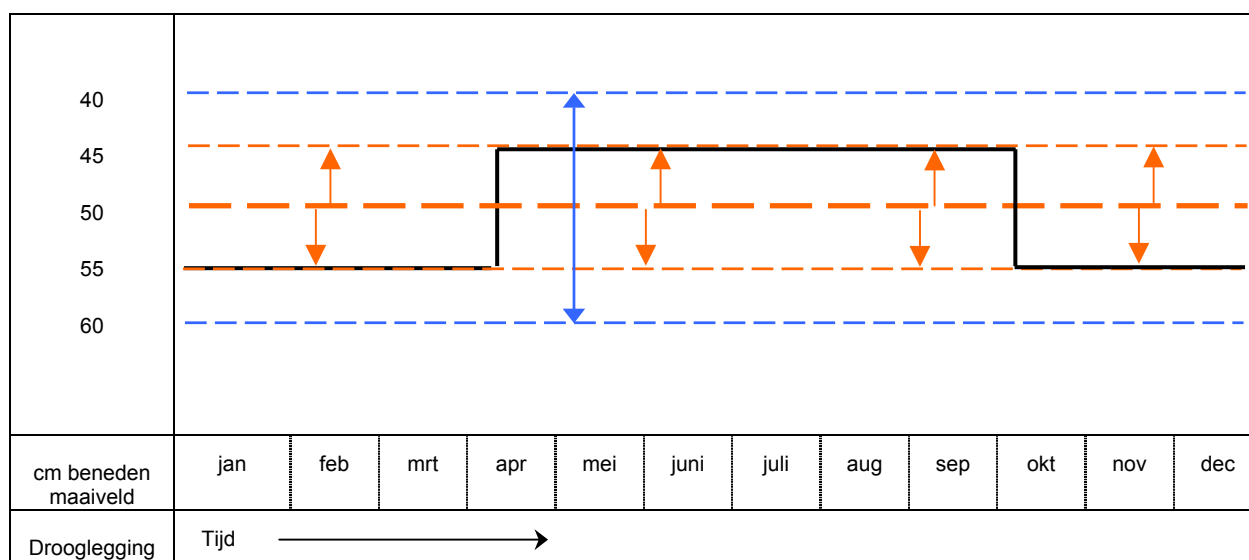 40
45
50
55
60
cm beneden
maaiveld
jan feb mrt apr mei juni juli aug sep okt nov dec
Drooglegging
Tijd